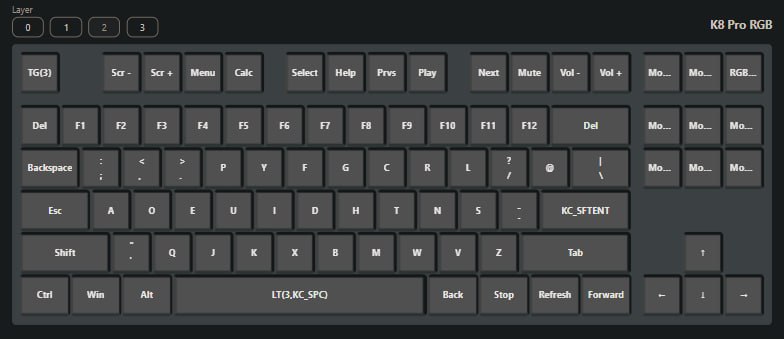 Layer
0 1 2 3 K8 Pro RGB
TG(3) Scr - Scr + Menu Calc Select Help Prvs Play Next Mute Vol - Vol + Mo... Mo... RGB...
Del F1 F2 F3 F4 F5 F6 F7 F8 F9 F10 F11 F12 Del Mo... Mo... Mo...
: < > ? |
Backspace ; , . P Y F G C R L / @ \ Mo... Mo... Mo...
Esc A O E U I D H T N S - KC_SFTENT
Shift " Q J K X B M W V Z Tab ↑
Ctrl Win Alt LT(3,KC_SPC) Back Stop Refresh Forward ← ↓ →